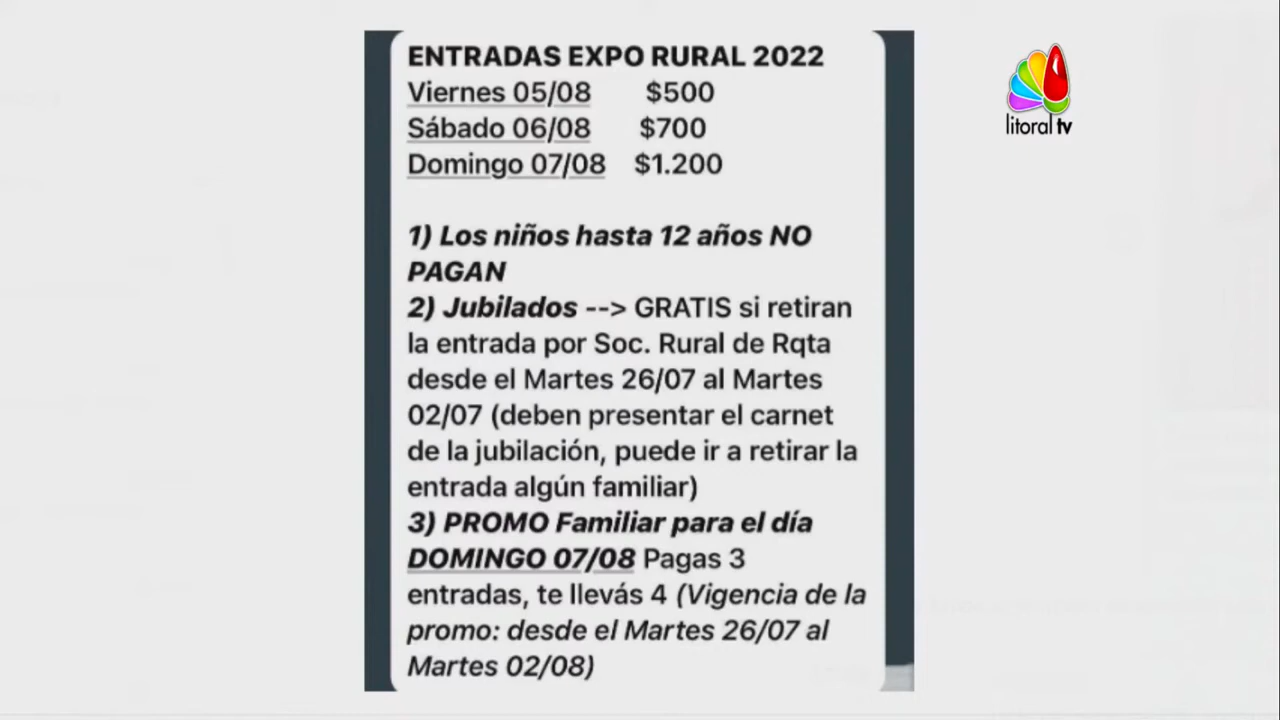 ENTRADAS EXPO RURAL 2022
Viernes 05/08 $500
Sábado 06/08 $700
Domingo 07/08 $1.200
1) Los niños hasta 12 años NO
PAGAN
2) Jubilados --> GRATIS si retiran
la entrada por Soc. Rural de Rqta
desde el Martes 26/07 al Martes
02/07 (deben presentar el carnet
de la jubilación, puede ir a retirar la
entrada algún familiar)
3) PROMO Familiar para el día
DOMINGO 07/08 Pagas 3
entradas, te llevás 4 (Vigencia de la
promo: desde el Martes 26/07 al
Martes 02/08)
litoral tv